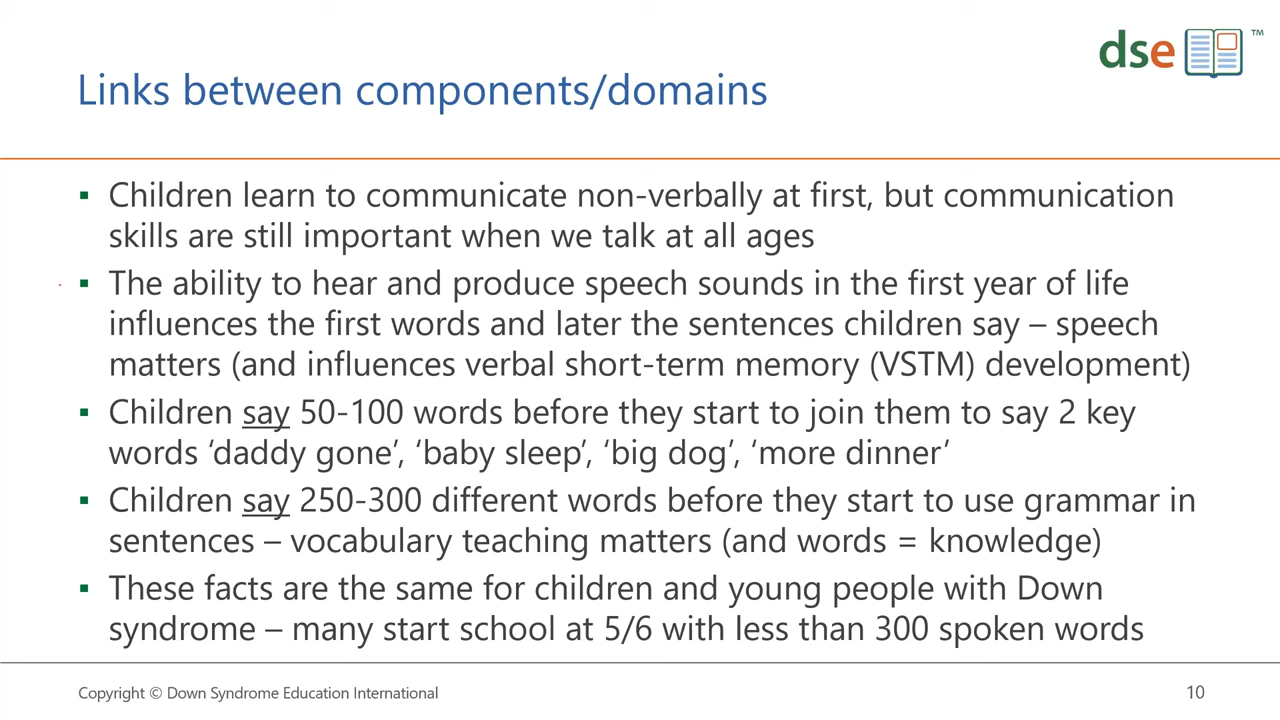 dse ™
Links between components/domains
▪ Children learn to communicate non-verbally at first, but communication
skills are still important when we talk at all ages
▪ The ability to hear and produce speech sounds in the first year of life
influences the first words and later the sentences children say – speech
matters (and influences verbal short-term memory (VSTM) development)
▪ Children say 50-100 words before they start to join them to say 2 key
words ‘daddy gone’, ‘baby sleep’, ‘big dog’, ‘more dinner’
▪ Children say 250-300 different words before they start to use grammar in
sentences – vocabulary teaching matters (and words = knowledge)
▪ These facts are the same for children and young people with Down
syndrome – many start school at 5/6 with less than 300 spoken words
Copyright © Down Syndrome Education International
10